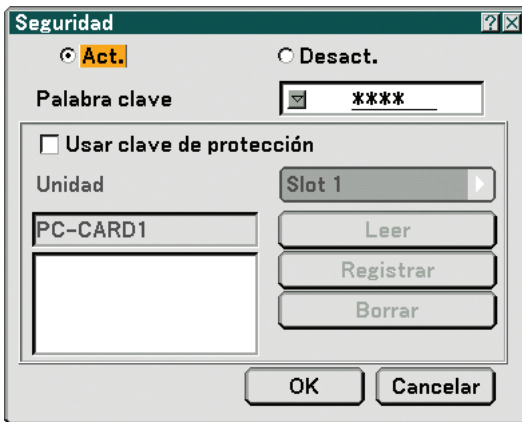 Seguridad
Act. Desact.
Palabra clave ****
Usar clave de protección
Unidad Slot 1
PC-CARD1 Leer
Registrar
Borrar
OK Cancelar